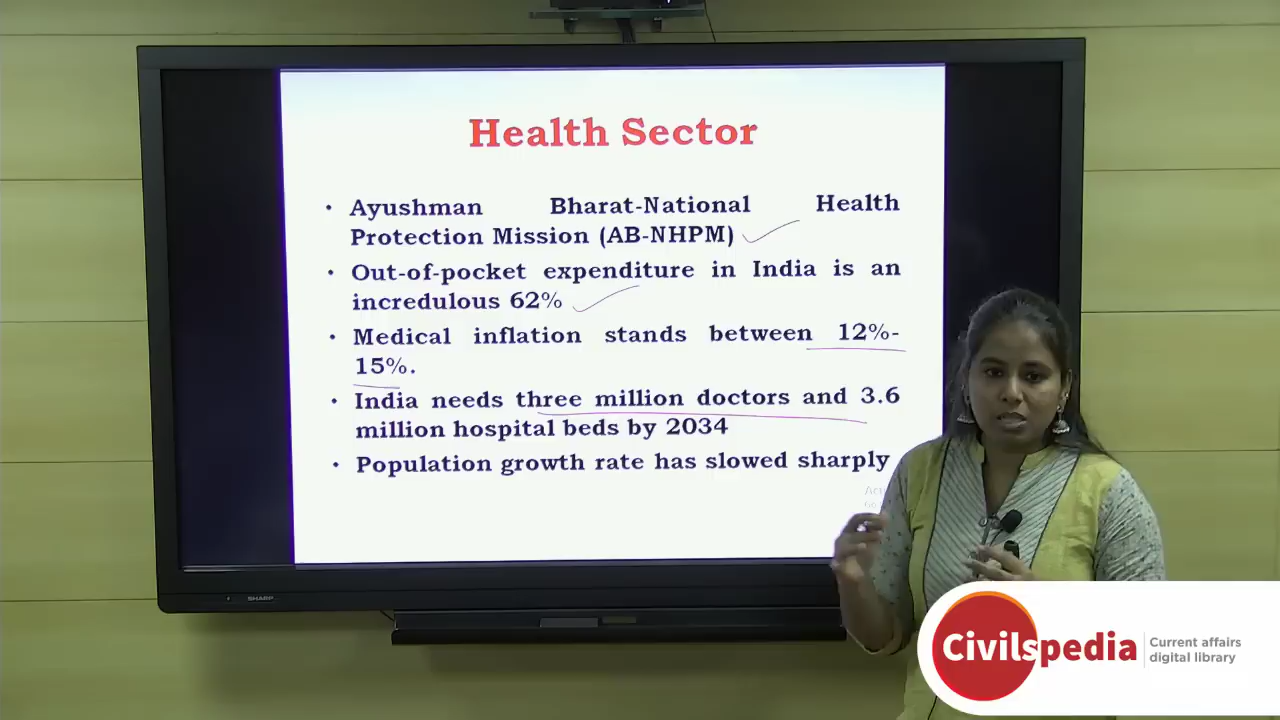 Health Sector
• Ayushman Bharat-National Health
Protection Mission (AB-NHPM)
• Out-of-pocket expenditure in India is an
incredulous 62%
• Medical inflation stands between 12%-
15%.
• India needs three million doctors and 3.6
million hospital beds by 2034
• Population growth rate has slowed sharply
SHARP
Civilspedia
Current affairs
digital library